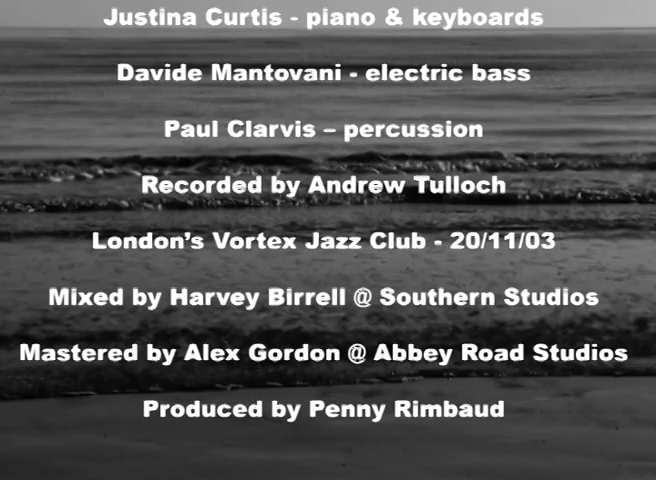 Justina Curtis - piano & keyboards
Davide Mantovani - electric bass
Paul Clarvis – percussion
Recorded by Andrew Tulloch
London’s Vortex Jazz Club - 20/11/03
Mixed by Harvey Birrell @ Southern Studios
Mastered by Alex Gordon @ Abbey Road Studios
Produced by Penny Rimbaud